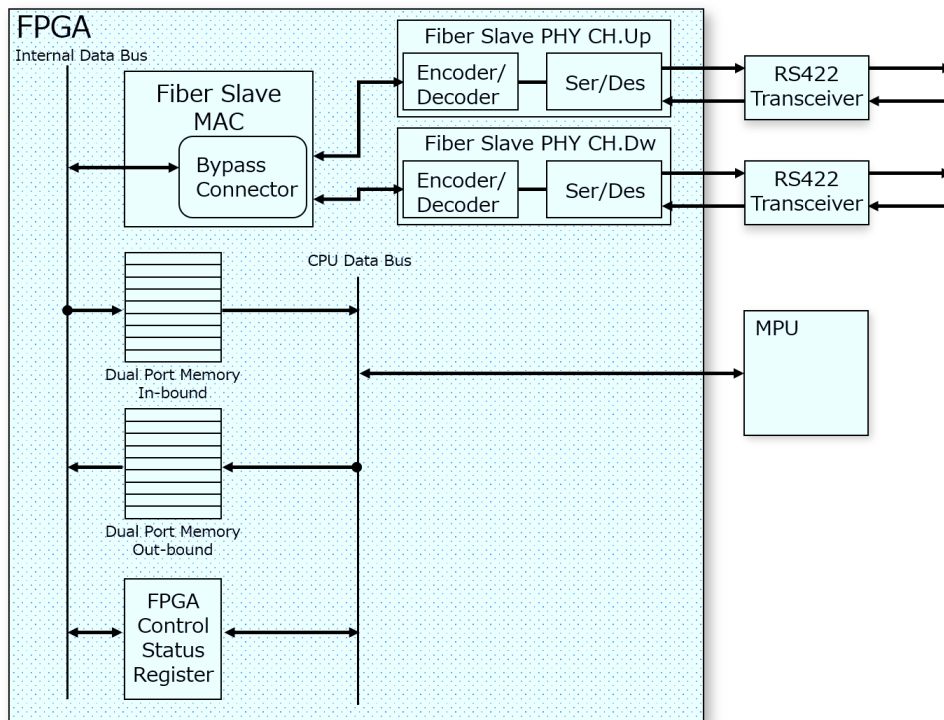 FPGA
Internal Data Bus
Fiber Slave
MAC
Bypass
Connector
Fiber Slave PHY CH.Up
Encoder/
Decoder
Ser/Des
RS422
Transceiver
Fiber Slave PHY CH.Dw
Encoder/
Decoder
Ser/Des
RS422
Transceiver
CPU Data Bus
Dual Port Memory
In-bound
MPU
Dual Port Memory
Out-bound
FPGA
Control
Status
Register